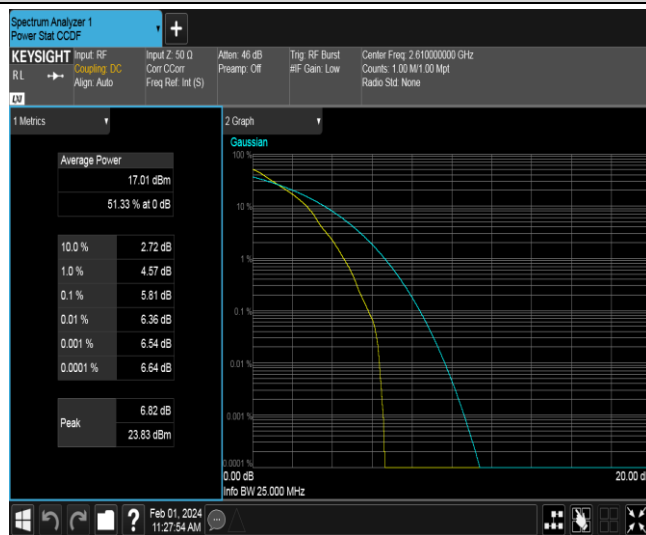 Spectrum Analyzer 1
Power Stat CCDF
+
KEYSIGHT
RL
LXI
Input: RF
Coupling: DC
Align: Auto
Input Z: 50 Ω
Corr CCorr
Freq Ref: Int (S)
Atten: 46 dB
Preamp: Off
Trig: RF Burst
#IF Gain: Low
Center Freq: 2.610000000 GHz
Counts: 1.00 M/1.00 Mpt
Radio Std: None
1 Metrics
Average Power
17.01 dBm
51.33 % at 0 dB
10.0 % 2.72 dB
1.0 % 4.57 dB
0.1 % 5.81 dB
0.01 % 6.36 dB
0.001 % 6.54 dB
0.0001 % 6.64 dB
Peak
6.82 dB
23.83 dBm
2 Graph
Gaussian
100 %
10 %
1 %
0.1 %
0.01 %
0.001 %
0.0001 %
0.00 dB
20.00 d
Info BW 25.000 MHz
?
Feb 01, 2024
11:27:54 AM